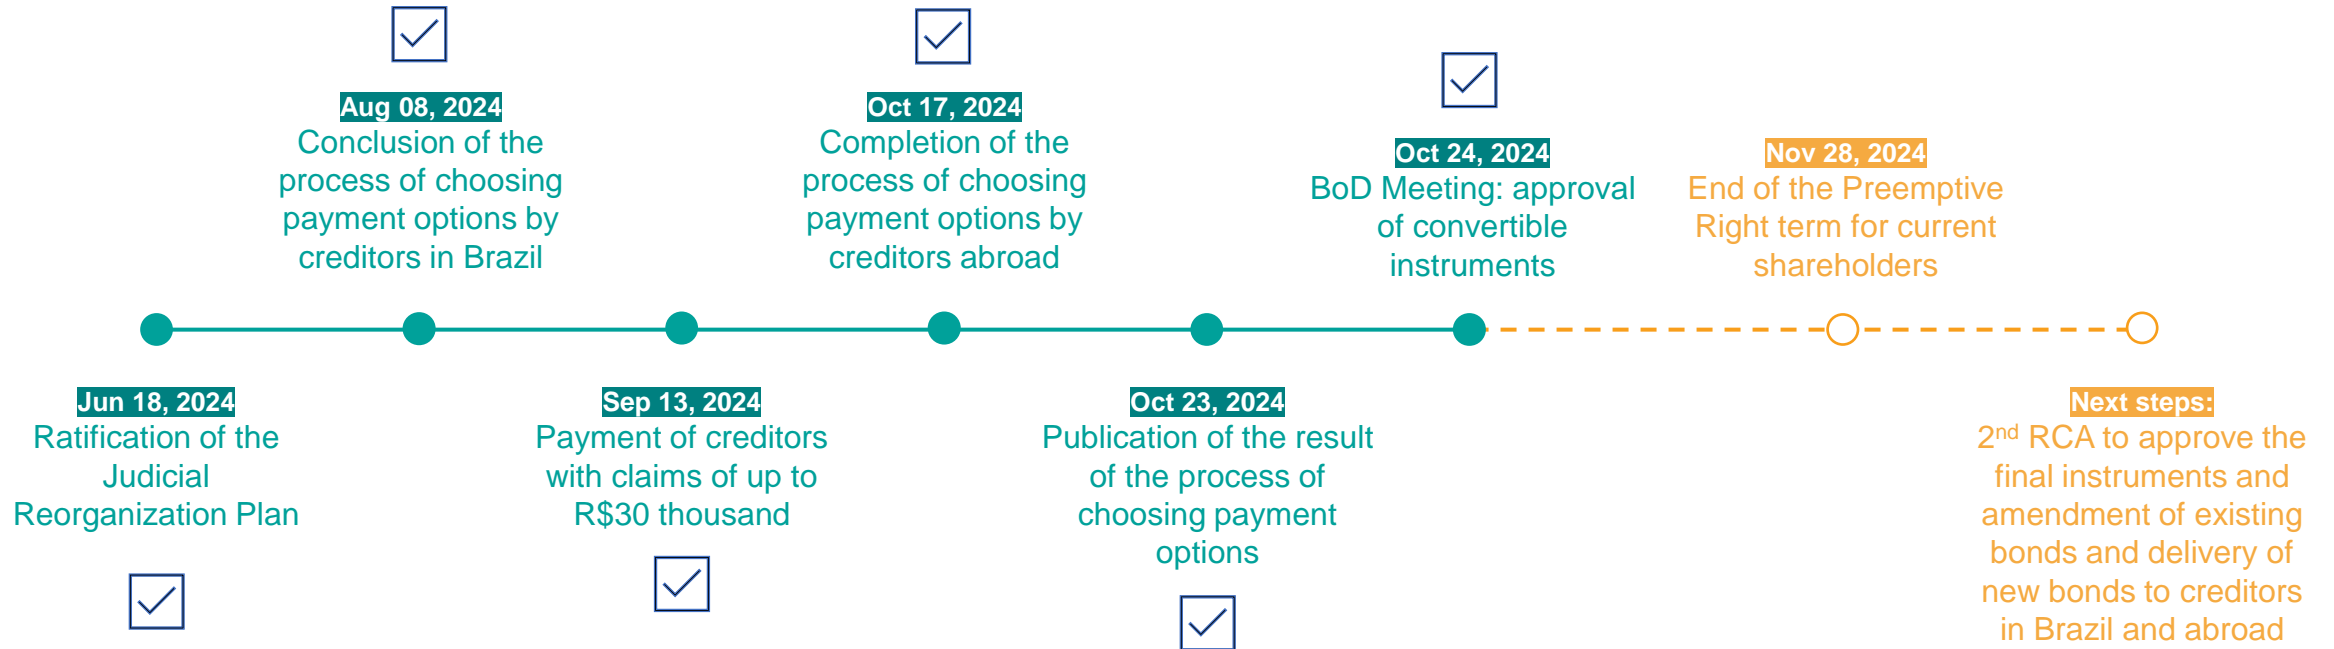 Aug 08, 2024
Conclusion of the
process of choosing
payment options by
creditors in Brazil
Oct 17, 2024
Completion of the
process of choosing
payment options by
creditors abroad
Oct 24, 2024
BoD Meeting: approval
of convertible
instruments
Nov 28, 2024
End of the Preemptive
Right term for current
shareholders
Jun 18, 2024
Ratification of the
Judicial
Reorganization Plan
Sep 13, 2024
Payment of creditors
with claims of up to
R$30 thousand
Oct 23, 2024
Publication of the result
of the process of
choosing payment
options
Next steps:
2nd RCA to approve the
final instruments and
amendment of existing
bonds and delivery of
new bonds to creditors
in Brazil and abroad